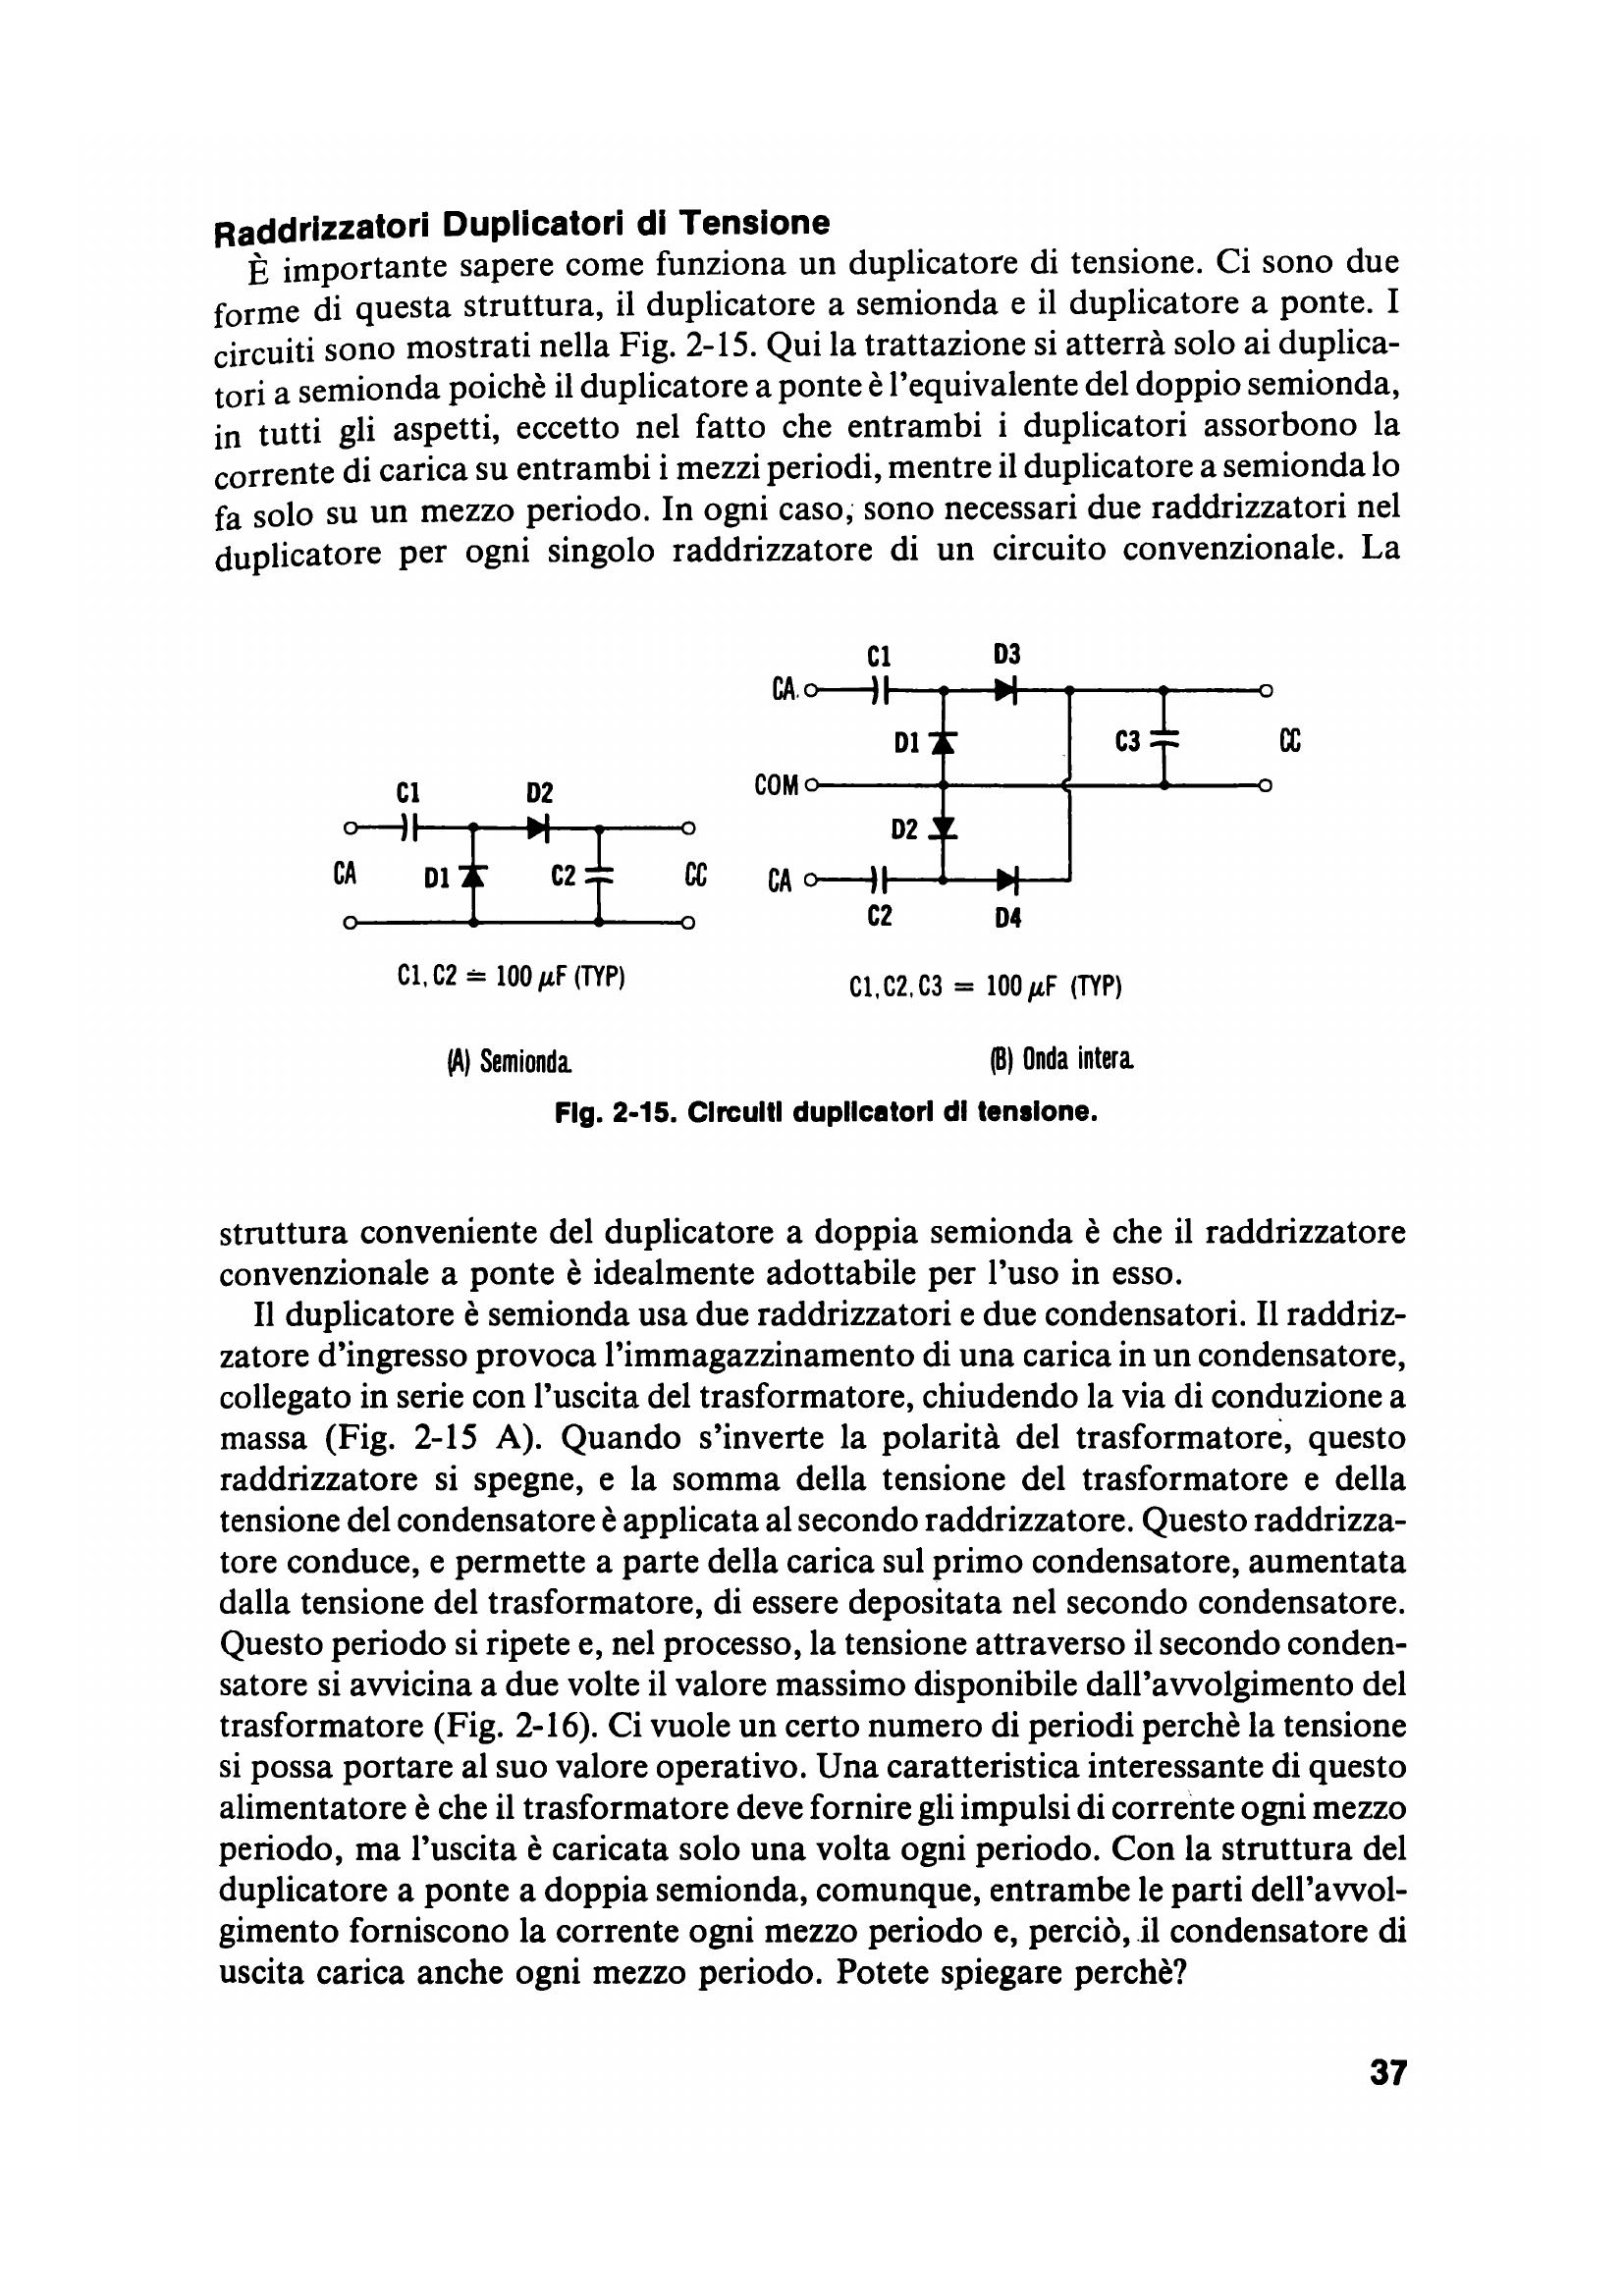 Raddrizzatori Duplicatori di Tensione
È importante sapere come funziona un duplicatore di tensione. Ci sono due
forme di questa struttura, il duplicatore a semionda e il duplicatore a ponte. I
circuiti sono mostrati nella Fig. 2-15. Qui la trattazione si atterrà solo ai duplica-
tori a semionda poichè il duplicatore a ponte è l'equivalente del doppio semionda,
in tutti gli aspetti, eccetto nel fatto che entrambi i duplicatori assorbono la
corrente di carica su entrambi i mezzi periodi, mentre il duplicatore a semionda lo
fa solo su un mezzo periodo. In ogni caso, sono necessari due raddrizzatori nel
duplicatore per ogni singolo raddrizzatore di un circuito convenzionale. La
C1 D2
CA D1 C2 CC
C1, C2 = 100 µF (TYP)
(A) Semionda.
C1 D3
CA.
D1 C3 CC
COM
D2
CA
C2 D4
C1, C2, C3 = 100 µF (TYP)
(B) Onda intera.
Fig. 2-15. Circuiti duplicatori di tensione.
struttura conveniente del duplicatore a doppia semionda è che il raddrizzatore
convenzionale a ponte è idealmente adottabile per l'uso in esso.
Il duplicatore è semionda usa due raddrizzatori e due condensatori. Il raddriz-
zatore d'ingresso provoca l'immagazzinamento di una carica in un condensatore,
collegato in serie con l'uscita del trasformatore, chiudendo la via di conduzione a
massa (Fig. 2-15 A). Quando s'inverte la polarità del trasformatore, questo
raddrizzatore si spegne, e la somma della tensione del trasformatore e della
tensione del condensatore è applicata al secondo raddrizzatore. Questo raddrizza-
tore conduce, e permette a parte della carica sul primo condensatore, aumentata
dalla tensione del trasformatore, di essere depositata nel secondo condensatore.
Questo periodo si ripete e, nel processo, la tensione attraverso il secondo conden-
satore si avvicina a due volte il valore massimo disponibile dall'avvolgimento del
trasformatore (Fig. 2-16). Ci vuole un certo numero di periodi perchè la tensione
si possa portare al suo valore operativo. Una caratteristica interessante di questo
alimentatore è che il trasformatore deve fornire gli impulsi di corrente ogni mezzo
periodo, ma l'uscita è caricata solo una volta ogni periodo. Con la struttura del
duplicatore a ponte a doppia semionda, comunque, entrambe le parti dell'avvol-
gimento forniscono la corrente ogni mezzo periodo e, perciò, il condensatore di
uscita carica anche ogni mezzo periodo. Potete spiegare perchè?
37